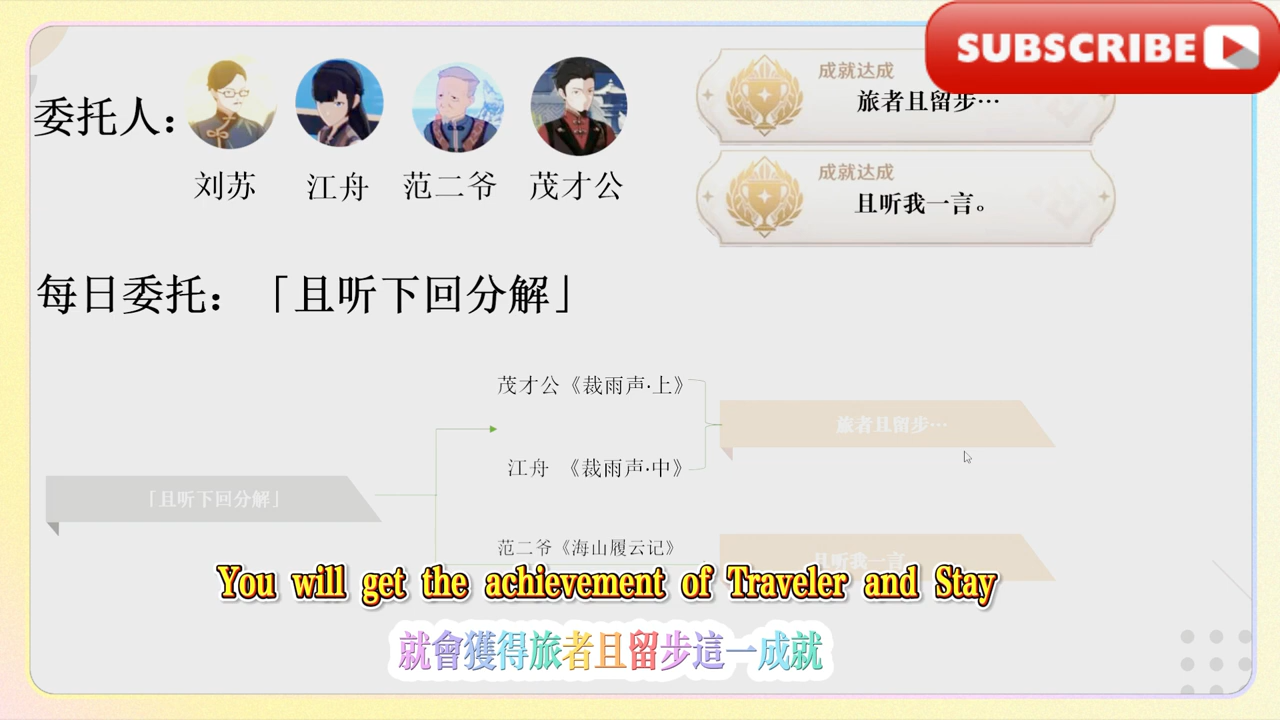 SUBSCRIBE
委托人：
刘苏
江舟
范二爷
茂才公
成就达成
旅者且留步…
成就达成
且听我一言。
每日委托：「且听下回分解」
茂才公《裁雨声·上》
旅者且留步…
江舟 《裁雨声·中》
「且听下回分解」
范二爷《海山履云记》
且听我一言
You will get the achievement of Traveler and Stay
就會獲得旅者且留步這一成就